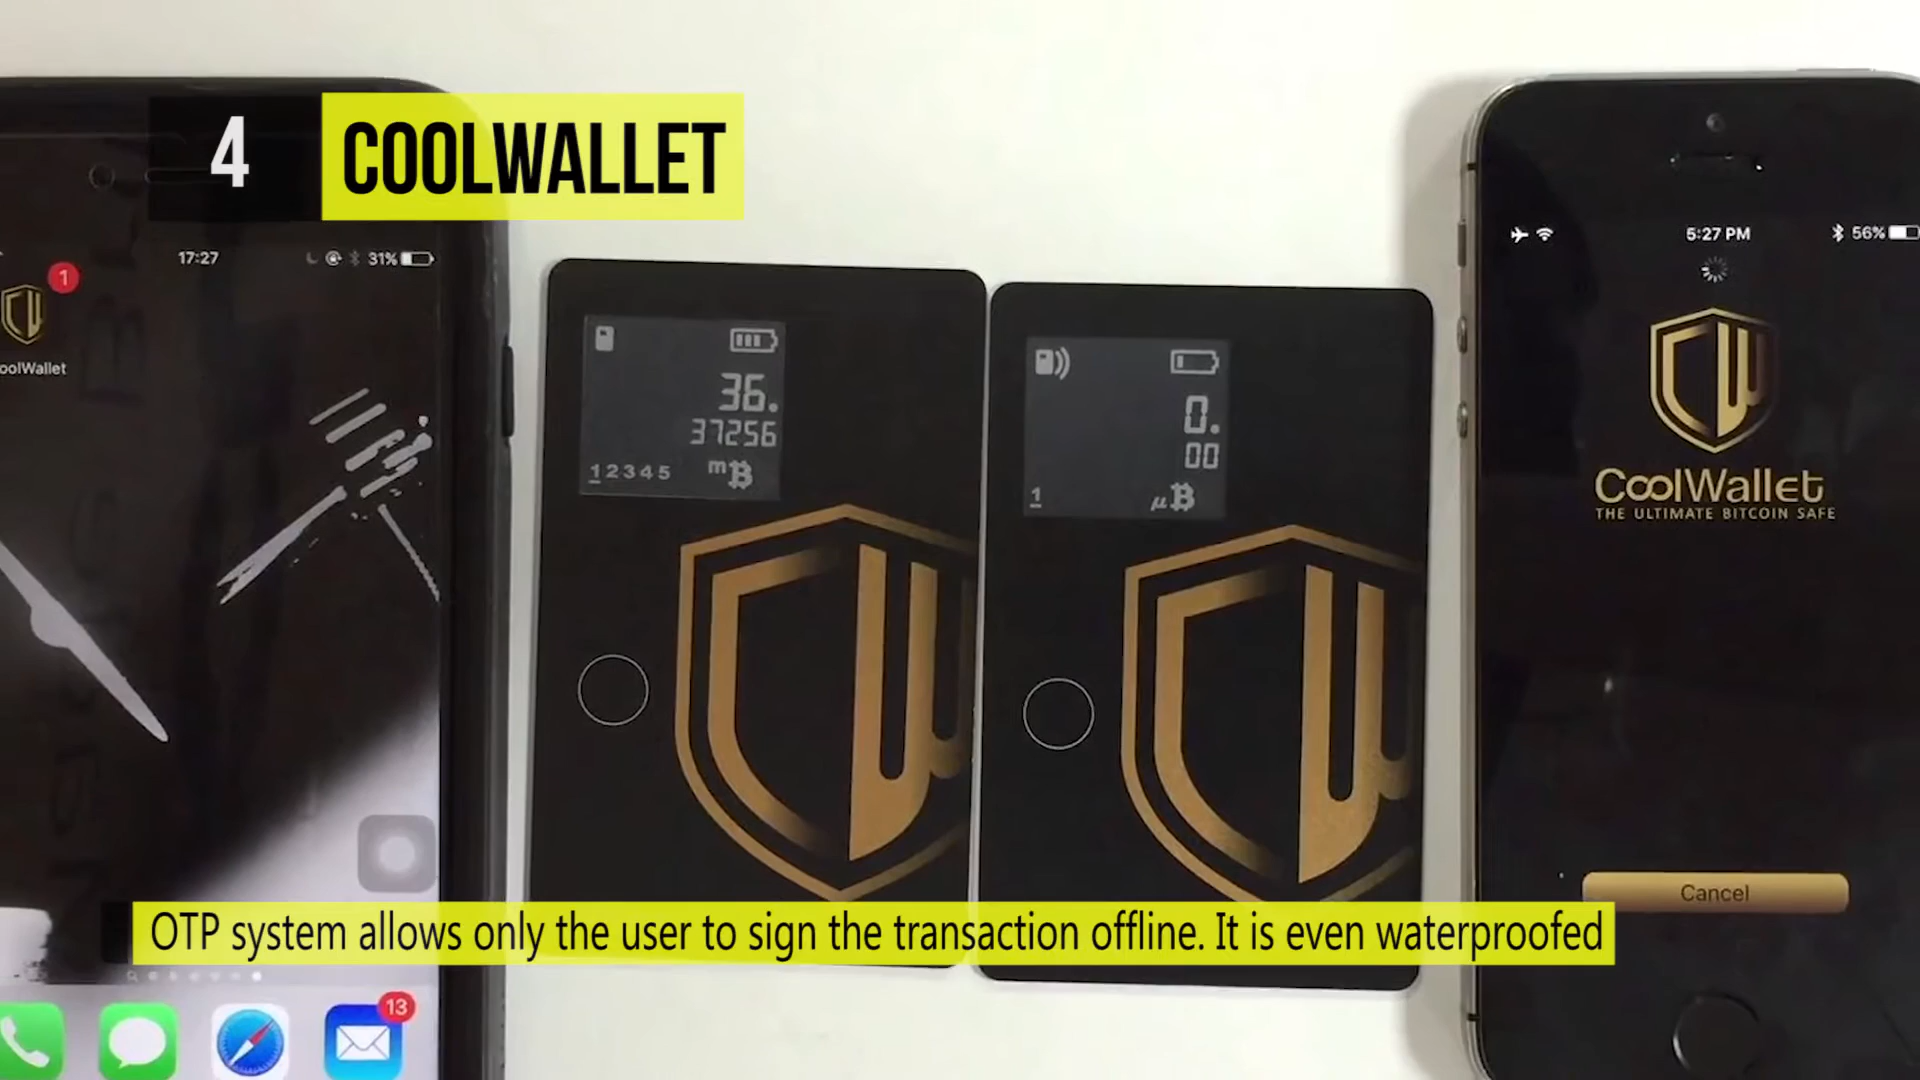 4 COOLWALLET
17:27
31%
1
oolWallet
36.
37256
12345 mB
0.
00
1 μB
5:27 PM
56%
CoolWallet
THE ULTIMATE BITCOIN SAFE
Cancel
OTP system allows only the user to sign the transaction offline. It is even waterproofed
13